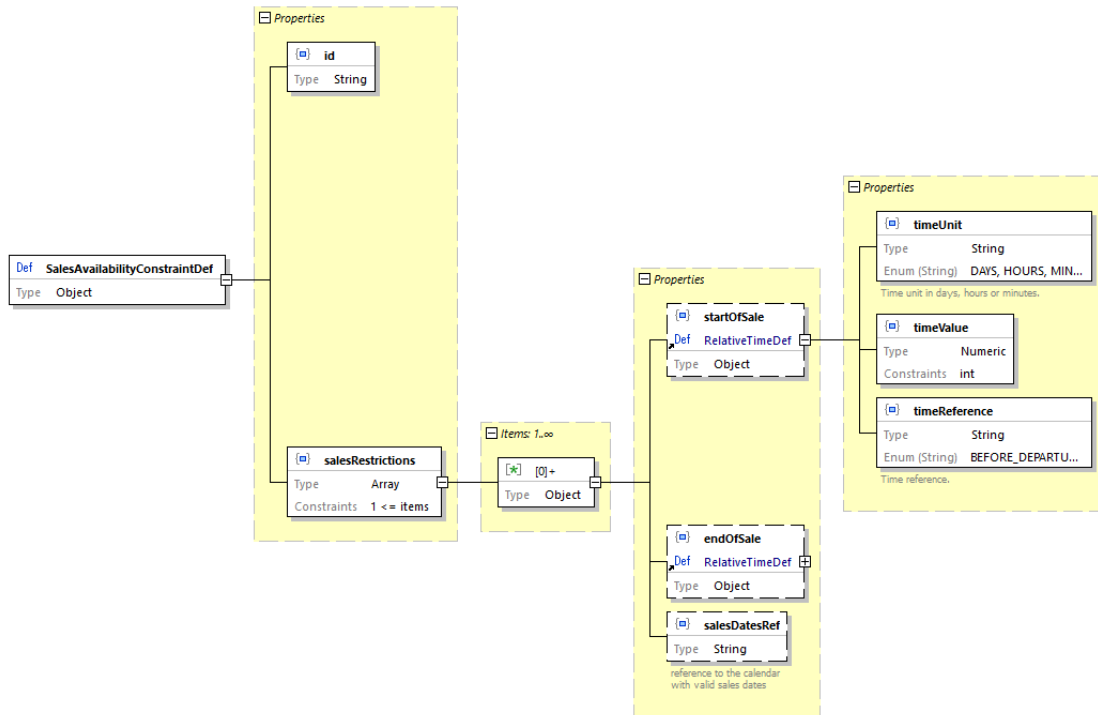 Properties
id
Type String
Def SalesAvailabilityConstraintDef
Type Object
salesRestrictions
Type Array
Constraints 1 <= items
Items: 1..∞
[0] +
Type Object
Properties
startOfSale
Def RelativeTimeDef
Type Object
endOfSale
Def RelativeTimeDef
Type Object
salesDatesRef
Type String
reference to the calendar
with valid sales dates
Properties
timeUnit
Type String
Enum (String) DAYS, HOURS, MIN...
Time unit in days, hours or minutes.
timeValue
Type Numeric
Constraints int
timeReference
Type String
Enum (String) BEFORE_DEPARTU...
Time reference.